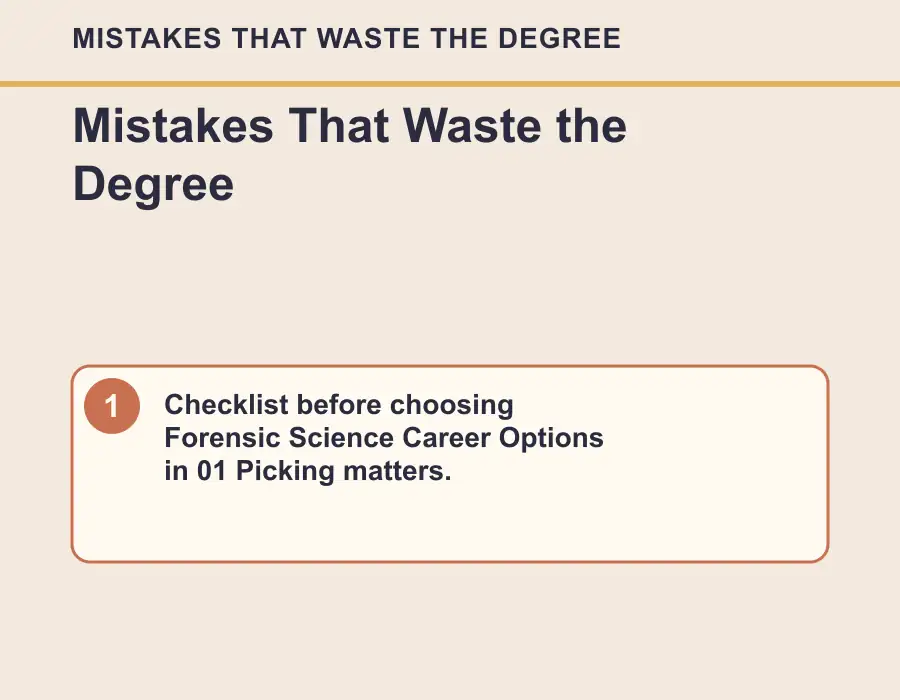 MISTAKES THAT WASTE THE DEGREE
Mistakes That Waste the
Degree
1
Checklist before choosing
Forensic Science Career Options
in 01 Picking matters.